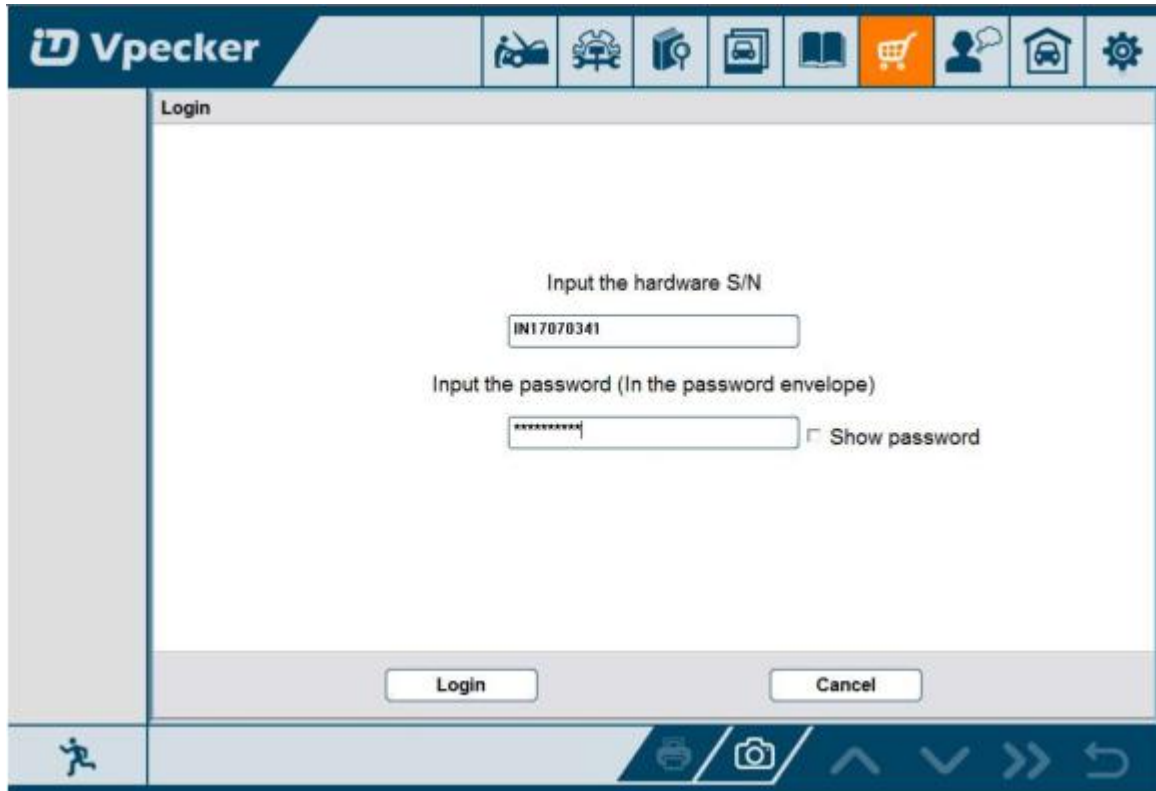 Vpecker
Login
Input the hardware S/N
IN17070341
Input the password (In the password envelope)
**********
Show password
Login
Cancel